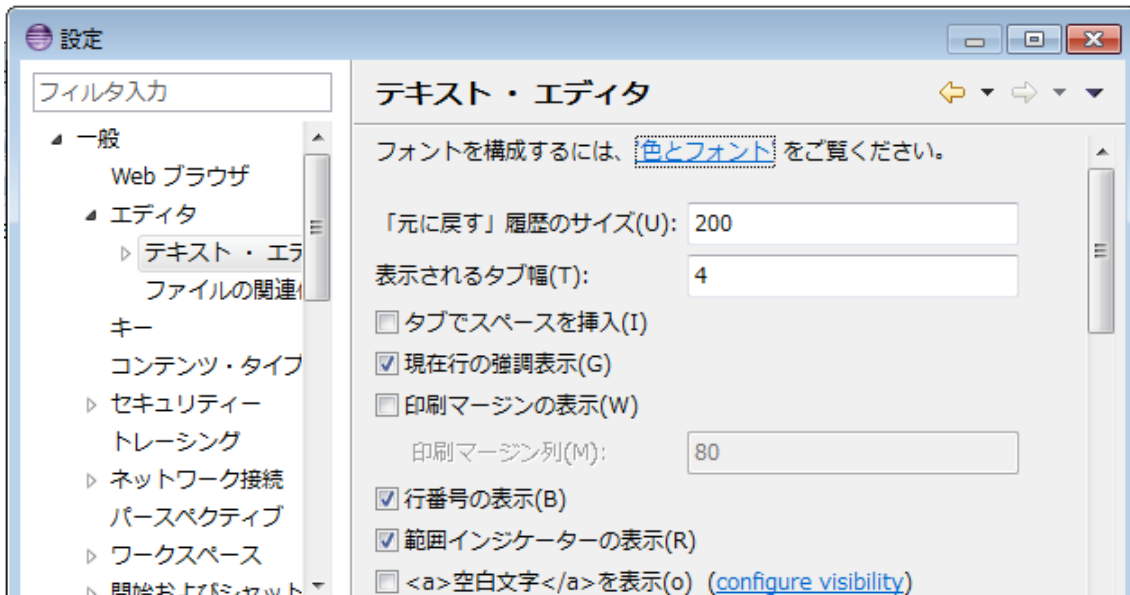 設定
フィルタ入力
一般
Web ブラウザ
エディタ
テキスト・エデ
ファイルの関連
キー
コンテンツ・タイプ
セキュリティー
トレーシング
ネットワーク接続
パースペクティブ
ワークスペース
開始およびシャット
テキスト・エディタ
フォントを構成するには、'色とフォント' をご覧ください。
「元に戻す」履歴のサイズ(U): 200
表示されるタブ幅(T): 4
タブでスペースを挿入(I)
現在行の強調表示(G)
印刷マージンの表示(W)
印刷マージン列(M): 80
行番号の表示(B)
範囲インジケーターの表示(R)
<a>空白文字</a>を表示(o) (configure visibility)